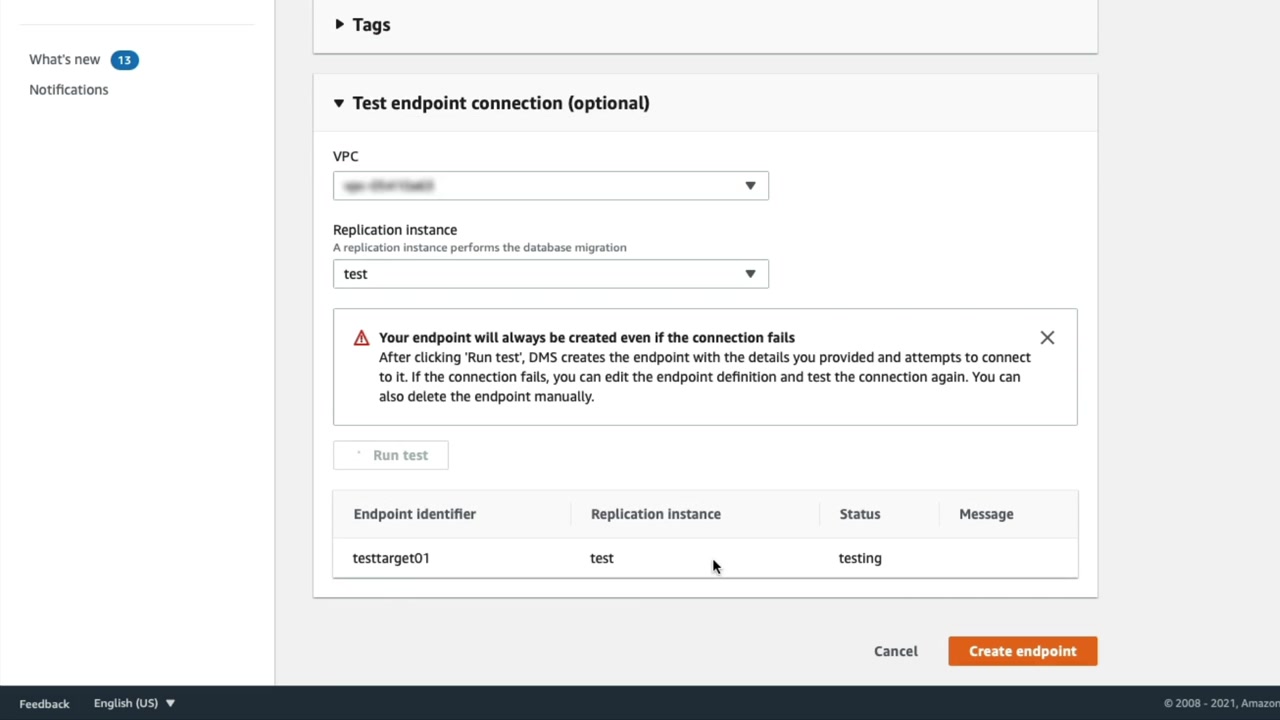 Tags
What's new 13
Notifications
Test endpoint connection (optional)
VPC
Replication instance
A replication instance performs the database migration
test
Your endpoint will always be created even if the connection fails
After clicking 'Run test', DMS creates the endpoint with the details you provided and attempts to connect
to it. If the connection fails, you can edit the endpoint definition and test the connection again. You can
also delete the endpoint manually.
Run test
Endpoint identifier Replication instance Status Message
testtarget01 test testing
Cancel Create endpoint
Feedback English (US) © 2008 - 2021, Amazon